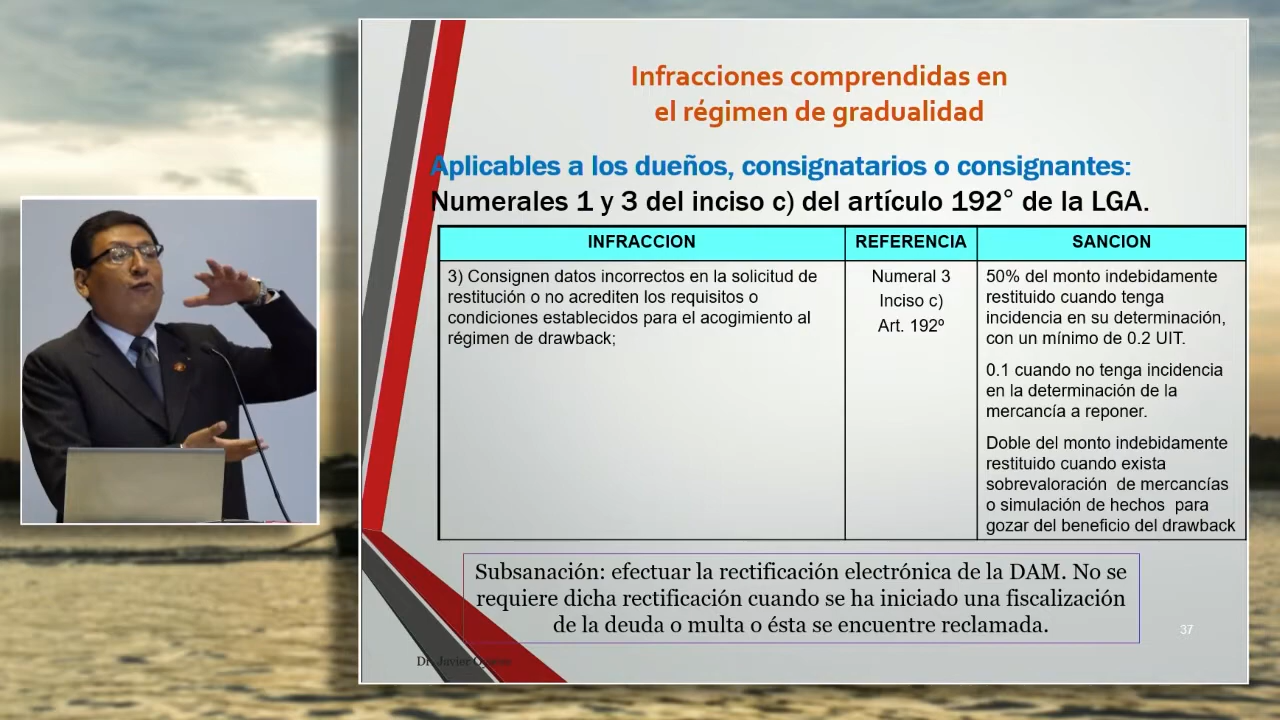 Infracciones comprendidas en
el régimen de gradualidad
Aplicables a los dueños, consignatarios o consignantes:
Numerales 1 y 3 del inciso c) del artículo 192° de la LGA.
INFRACCION
REFERENCIA
SANCION
3) Consignen datos incorrectos en la solicitud de
restitución o no acrediten los requisitos o
condiciones establecidos para el acogimiento al
régimen de drawback;
Numeral 3
Inciso c)
Art. 192º
50% del monto indebidamente
restituido cuando tenga
incidencia en su determinación,
con un mínimo de 0.2 UIT.
0.1 cuando no tenga incidencia
en la determinación de la
mercancía a reponer.
Doble del monto indebidamente
restituido cuando exista
sobrevaloración de mercancías
o simulación de hechos para
gozar del beneficio del drawback
Subsanación: efectuar la rectificación electrónica de la DAM. No se
requiere dicha rectificación cuando se ha iniciado una fiscalización
de la deuda o multa o ésta se encuentre reclamada.
37
Dr. Javier